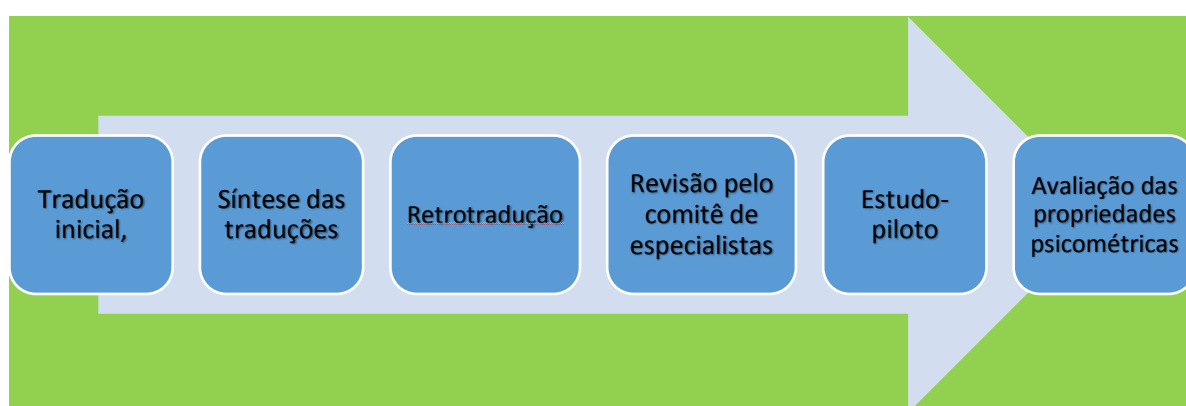 Tradução
inicial,
Síntese das
traduções
Retrotradução
Revisão pelo
comitê de
especialistas
Estudo-
piloto
Avaliação das
propriedades
psicométricas